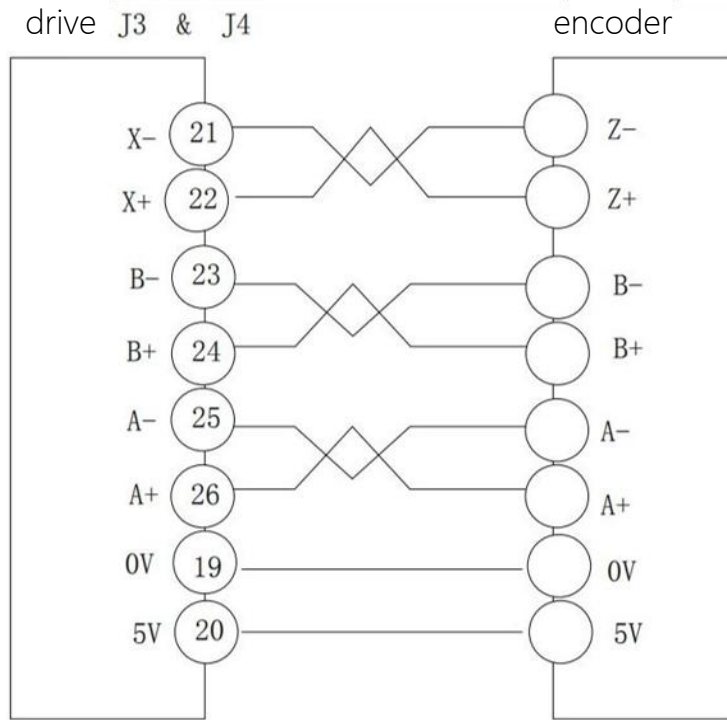 drive J3 & J4 encoder
X- 21 Z-
X+ 22 Z+
B- 23 B-
B+ 24 B+
A- 25 A-
A+ 26 A+
0V 19 0V
5V 20 5V